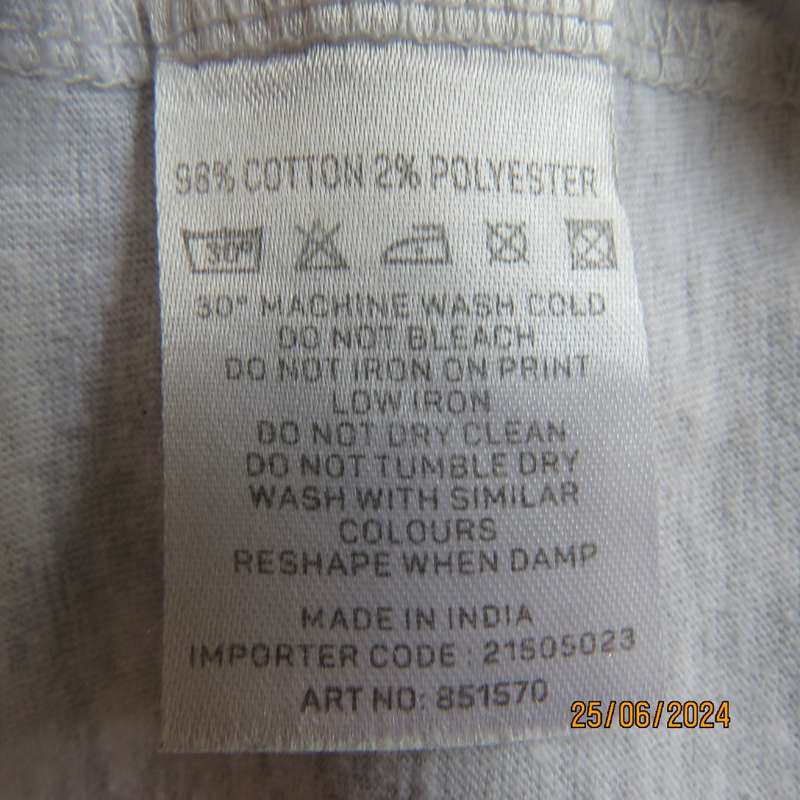 98% COTTON 2% POLYESTER
30°
30° MACHINE WASH COLD
DO NOT BLEACH
DO NOT IRON ON PRINT
LOW IRON
DO NOT DRY CLEAN
DO NOT TUMBLE DRY
WASH WITH SIMILAR
COLOURS
RESHAPE WHEN DAMP
MADE IN INDIA
IMPORTER CODE : 21505023
ART NO: 851570
25/06/2024